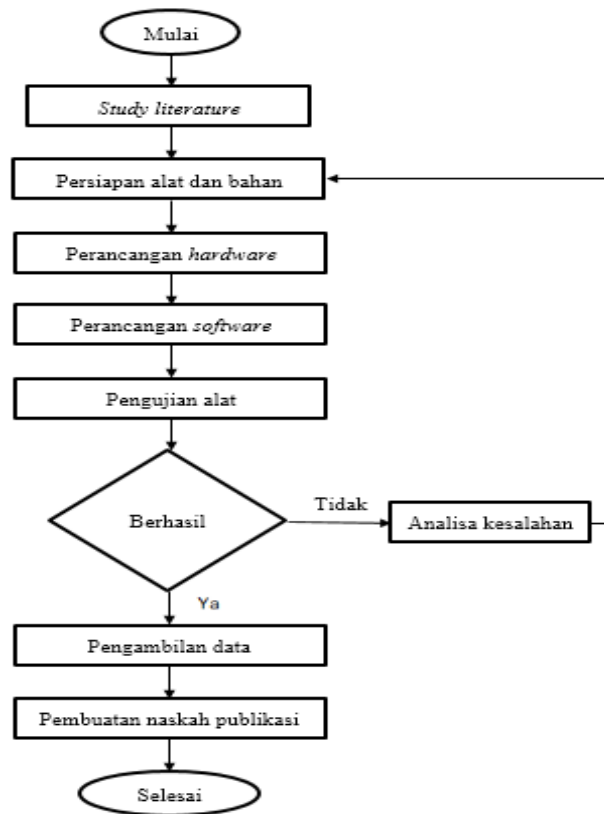 Mulai
Study literature
Persiapan alat dan bahan
Perancangan hardware
Perancangan software
Pengujian alat
Berhasil
Tidak
Analisa kesalahan
Ya
Pengambilan data
Pembuatan naskah publikasi
Selesai